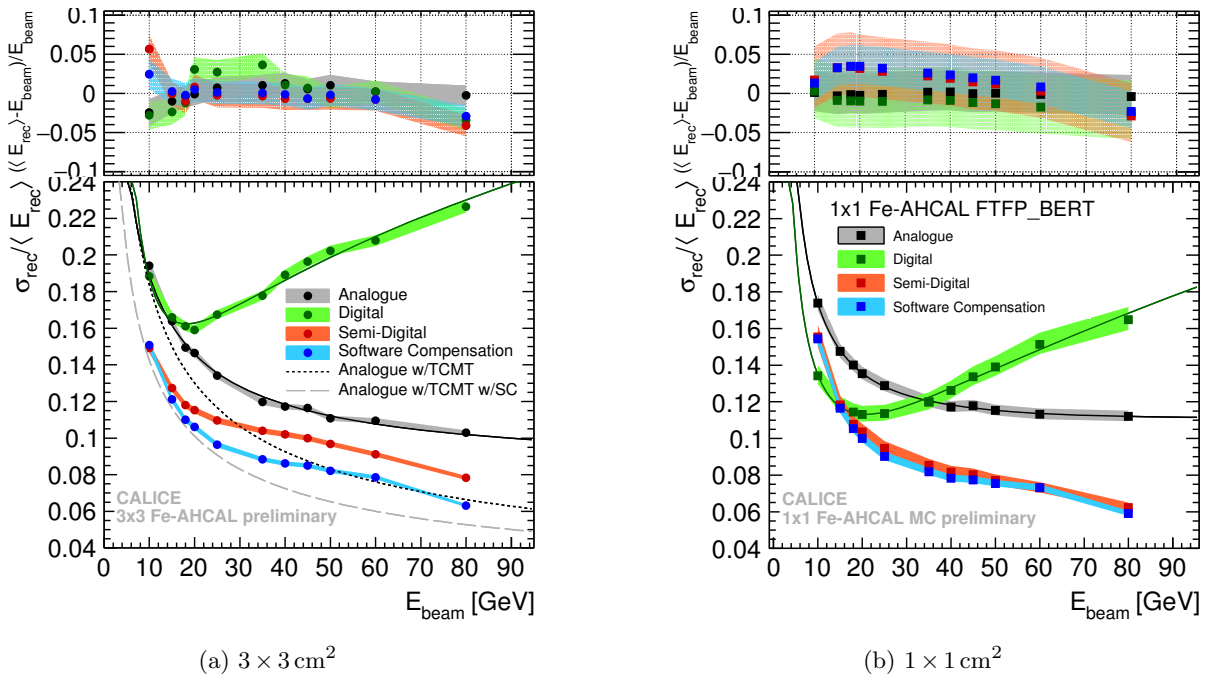 (⟨ E_rec⟩-E_beam)/E_beam
0.1
0.05
0
−0.05
−0.1
σ_rec/⟨ E_rec⟩
0.24
0.22
0.2
0.18
0.16
0.14
0.12
0.1
0.08
0.06
0.04
Analogue
Digital
Semi-Digital
Software Compensation
Analogue w/TCMT
Analogue w/TCMT w/SC
CALICE
3x3 Fe-AHCAL preliminary
0 10 20 30 40 50 60 70 80 90
E_beam [GeV]
(a) 3 × 3 cm²
(⟨ E_rec⟩-E_beam)/E_beam
0.1
0.05
0
−0.05
−0.1
σ_rec/⟨ E_rec⟩
0.24
0.22
0.2
0.18
0.16
0.14
0.12
0.1
0.08
0.06
0.04
1x1 Fe-AHCAL FTFP_BERT
Analogue
Digital
Semi-Digital
Software Compensation
CALICE
1x1 Fe-AHCAL MC preliminary
0 10 20 30 40 50 60 70 80 90
E_beam [GeV]
(b) 1 × 1 cm²